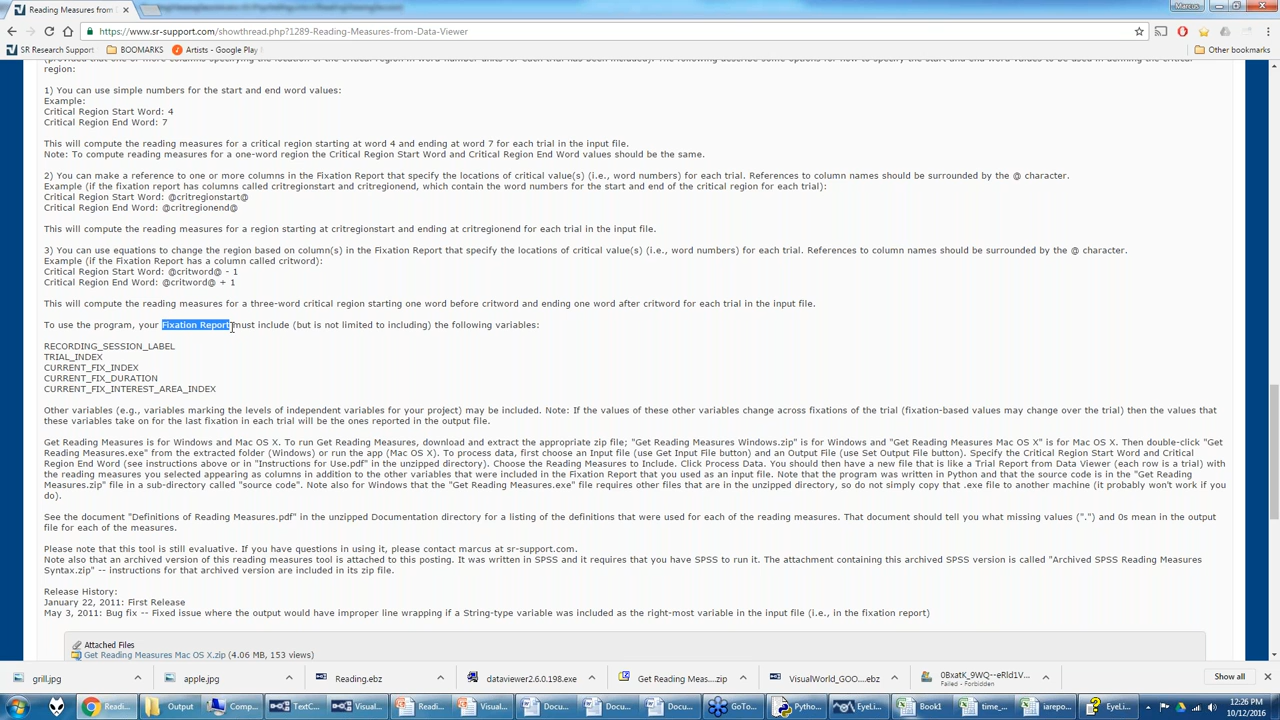 Reading Measures from D
Marcus
https://www.sr-support.com/showthread.php?1289-Reading-Measures-from-Data-Viewer
SR Research Support
BOOMARKS
Artists - Google Play
Other bookmarks
region:
1) You can use simple numbers for the start and end word values:
Example:
Critical Region Start Word: 4
Critical Region End Word: 7
This will compute the reading measures for a critical region starting at word 4 and ending at word 7 for each trial in the input file.
Note: To compute reading measures for a one-word region the Critical Region Start Word and Critical Region End Word values should be the same.
2) You can make a reference to one or more columns in the Fixation Report that specify the locations of critical value(s) (i.e., word numbers) for each trial. References to column names should be surrounded by the @ character.
Example (if the fixation report has columns called critregionstart and critregionend, which contain the word numbers for the start and end of the critical region for each trial):
Critical Region Start Word: @critregionstart@
Critical Region End Word: @critregionend@
This will compute the reading measures for a region starting at critregionstart and ending at critregionend for each trial in the input file.
3) You can use equations to change the region based on column(s) in the Fixation Report that specify the locations of critical value(s) (i.e., word numbers) for each trial. References to column names should be surrounded by the @ character.
Example (if the Fixation Report has a column called critword):
Critical Region Start Word: @critword@ - 1
Critical Region End Word: @critword@ + 1
This will compute the reading measures for a three-word critical region starting one word before critword and ending one word after critword for each trial in the input file.
To use the program, your Fixation Report must include (but is not limited to including) the following variables:
RECORDING_SESSION_LABEL
TRIAL_INDEX
CURRENT_FIX_INDEX
CURRENT_FIX_DURATION
CURRENT_FIX_INTEREST_AREA_INDEX
Other variables (e.g., variables marking the levels of independent variables for your project) may be included. Note: If the values of these other variables change across fixations of the trial (fixation-based values may change over the trial) then the values that
these variables take on for the last fixation in each trial will be the ones reported in the output file.
Get Reading Measures is for Windows and Mac OS X. To run Get Reading Measures, download and extract the appropriate zip file; "Get Reading Measures Windows.zip" is for Windows and "Get Reading Measures Mac OS X" is for Mac OS X. Then double-click "Get
Reading Measures.exe" from the extracted folder (Windows) or run the app (Mac OS X). To process data, first choose an Input file (use Get Input File button) and an Output File (use Set Output File button). Specify the Critical Region Start Word and Critical
Region End Word (see instructions above or in "Instructions for Use.pdf" in the unzipped directory). Choose the Reading Measures to Include. Click Process Data. You should then have a new file that is like a Trial Report from Data Viewer (each row is a trial) with
the reading measures you selected appearing as columns in addition to the other variables that were included in the Fixation Report that you used as an input file. Note that the program was written in Python and that the source code is in the "Get Reading
Measures.zip" file in a sub-directory called "source code". Note also for Windows that the "Get Reading Measures.exe" file requires other files that are in the unzipped directory, so do not simply copy that .exe file to another machine (it probably won't work if you
do).
See the document "Definitions of Reading Measures.pdf" in the unzipped Documentation directory for a listing of the definitions that were used for each of the reading measures. That document should tell you what missing values (".") and 0s mean in the output
file for each of the measures.
Please note that this tool is still evaluative. If you have questions in using it, please contact marcus at sr-support.com.
Note also that an archived version of this reading measures tool is attached to this posting. It was written in SPSS and it requires that you have SPSS to run it. The attachment containing this archived SPSS version is called "Archived SPSS Reading Measures
Syntax.zip" -- instructions for that archived version are included in its zip file.
Release History:
January 22, 2011: First Release
May 3, 2011: Bug fix -- Fixed issue where the output would have improper line wrapping if a String-type variable was included as the right-most variable in the input file (i.e., in the fixation report)
Attached Files
Get Reading Measures Mac OS X.zip (4.06 MB, 153 views)
grill.jpg
apple.jpg
Reading.ebz
dataviewer2.6.0.138.exe
Get Reading Meas....zip
VisualWorld_GOO....ebz
0BxatK_9WQ--eRld1V...
Failed - Forbidden
Show all
Readi...
Output
Comp...
TextC...
Visual...
Readi...
Visual...
Docu...
Docu...
Docu...
GoTo...
Pytho...
EyeLi...
Book1
time_...
iarepo...
EyeLi...
12:26 PM
10/12/2016